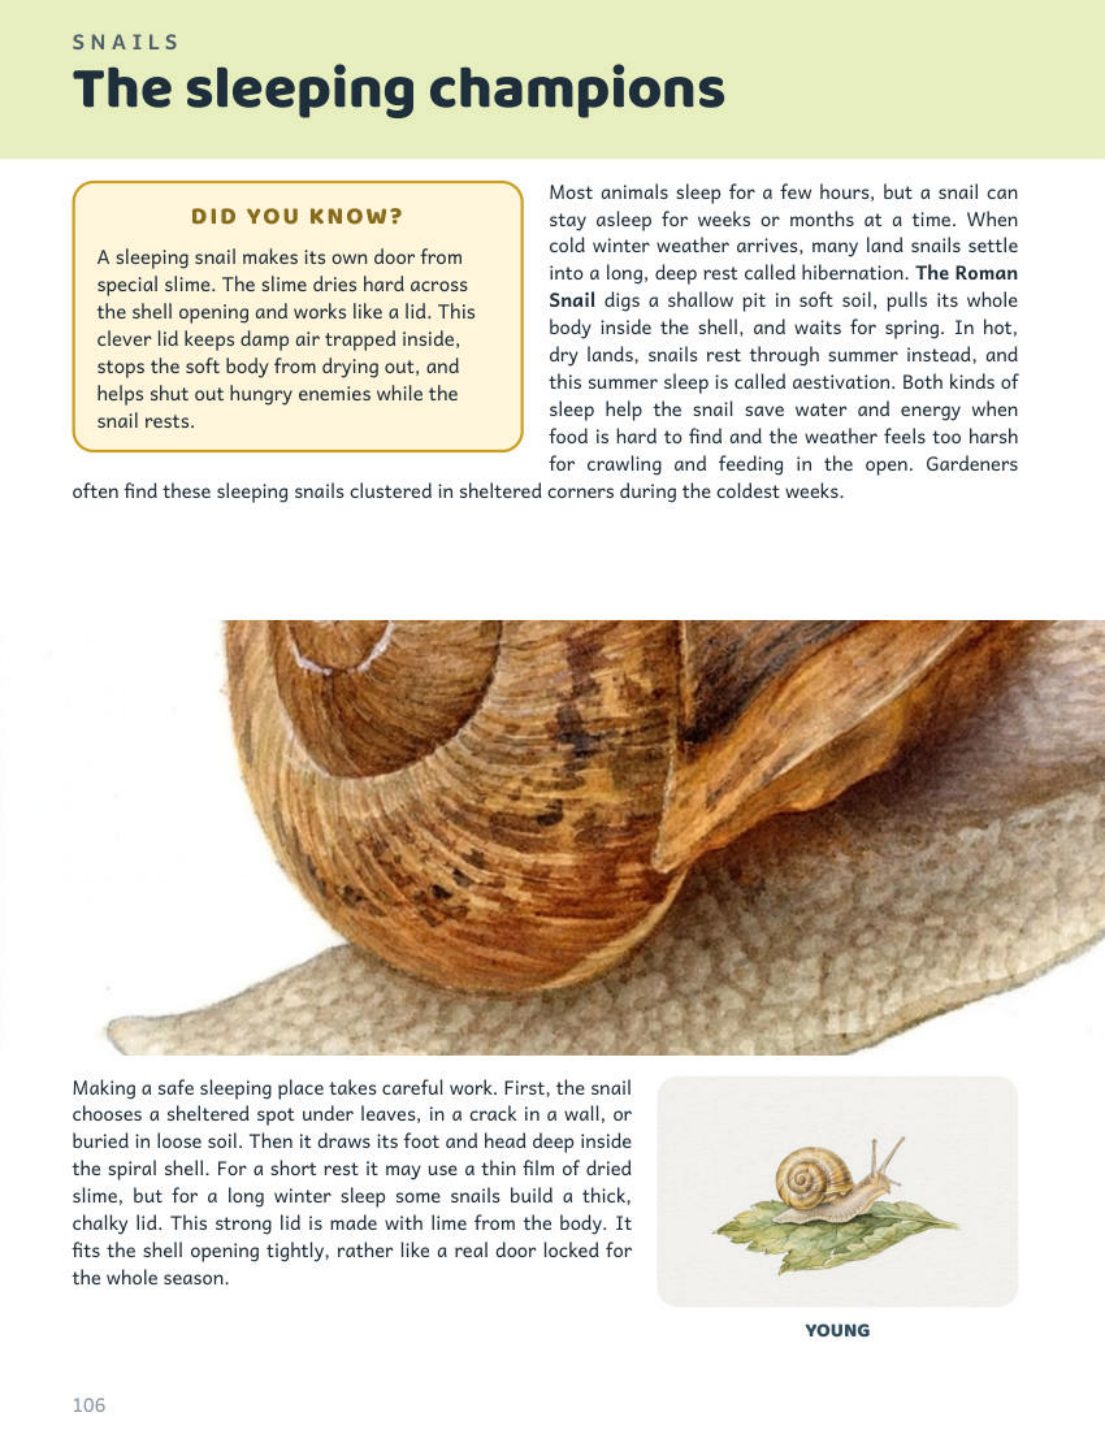 SNAILS
The sleeping champions
DID YOU KNOW?
A sleeping snail makes its own door from
special slime. The slime dries hard across
the shell opening and works like a lid. This
clever lid keeps damp air trapped inside,
stops the soft body from drying out, and
helps shut out hungry enemies while the
snail rests.
Most animals sleep for a few hours, but a snail can
stay asleep for weeks or months at a time. When
cold winter weather arrives, many land snails settle
into a long, deep rest called hibernation. The Roman
Snail digs a shallow pit in soft soil, pulls its whole
body inside the shell, and waits for spring. In hot,
dry lands, snails rest through summer instead, and
this summer sleep is called aestivation. Both kinds of
sleep help the snail save water and energy when
food is hard to find and the weather feels too harsh
for crawling and feeding in the open. Gardeners
often find these sleeping snails clustered in sheltered corners during the coldest weeks.
Making a safe sleeping place takes careful work. First, the snail
chooses a sheltered spot under leaves, in a crack in a wall, or
buried in loose soil. Then it draws its foot and head deep inside
the spiral shell. For a short rest it may use a thin film of dried
slime, but for a long winter sleep some snails build a thick,
chalky lid. This strong lid is made with lime from the body. It
fits the shell opening tightly, rather like a real door locked for
the whole season.
YOUNG
106